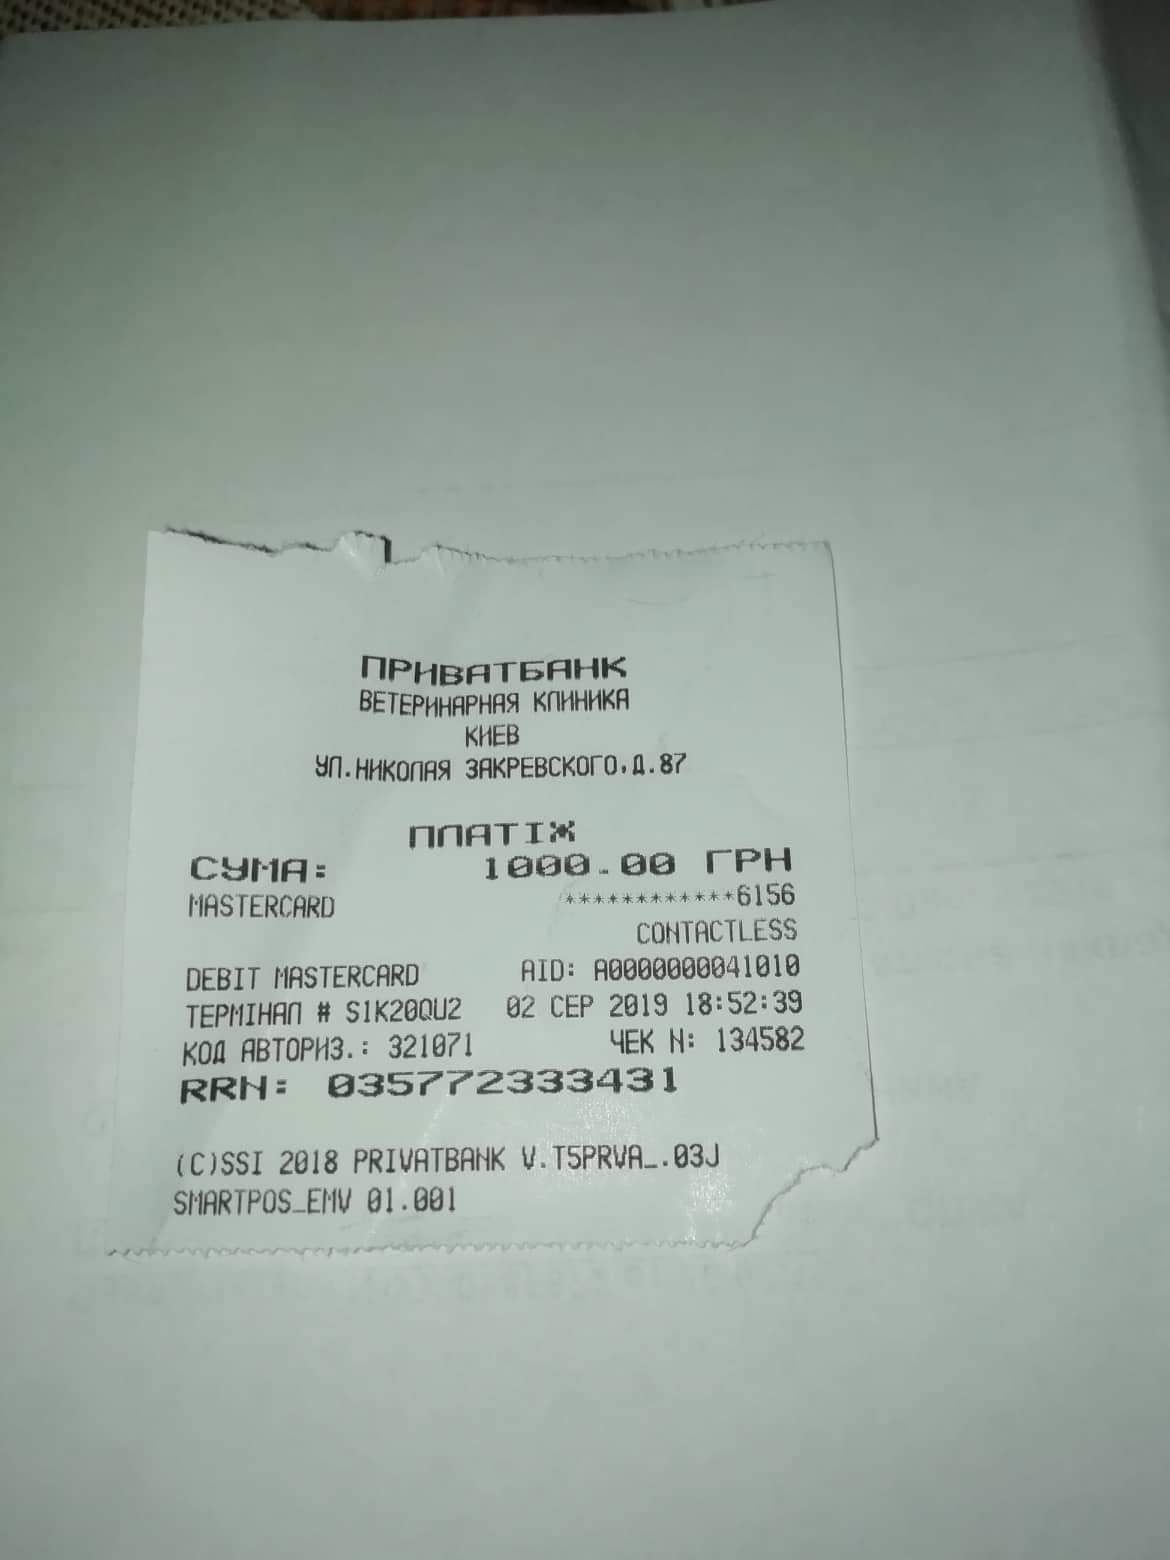 ПРИВАТБАНК
ВЕТЕРИНАРНАЯ КЛИНИКА
КИЕВ
УЛ.НИКОЛАЯ ЗАКРЕВСКОГО,Д.87
ПЛАТІЖ
СУМА: 1000.00 ГРН
MASTERCARD ************6156
CONTACTLESS
DEBIT MASTERCARD AID: A0000000041010
ТЕРМІНАЛ # S1K20QU2 02 СЕР 2019 18:52:39
КОД АВТОРИЗ.: 321071 ЧЕК N: 134582
RRN: 035772333431
(C)SSI 2018 PRIVATBANK V.T5PRVA_.03J
SMARTPOS_EMV 01.001